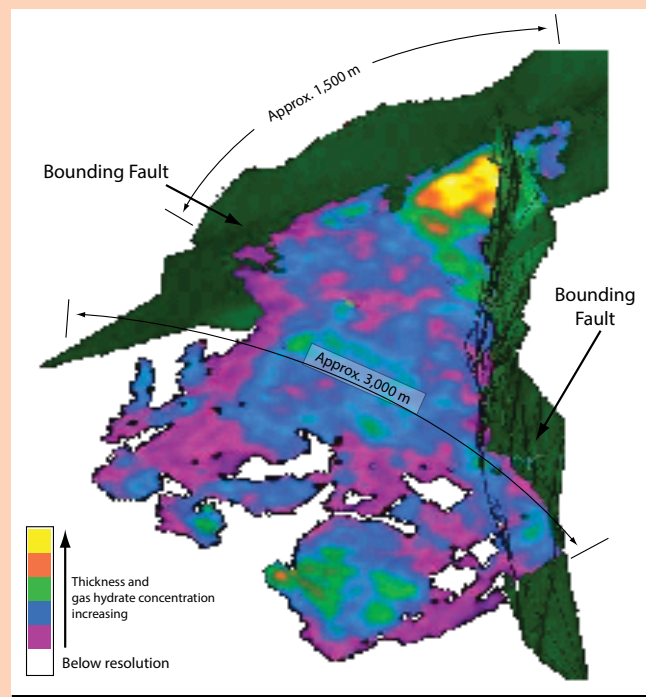 Approx. 1,500 m
Bounding Fault
Bounding
Fault
Approx. 3,000 m
Thickness and
gas hydrate concentration
increasing
Below resolution